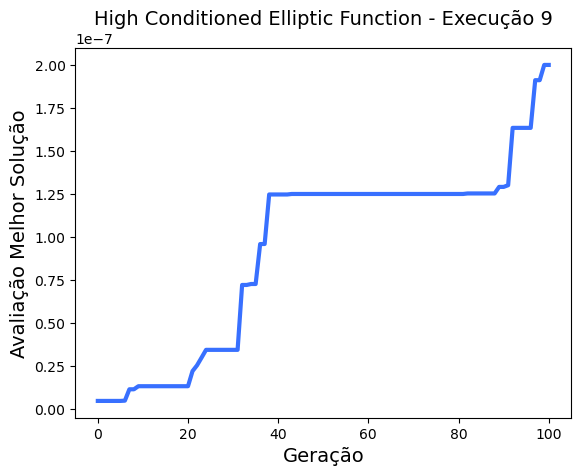 High Conditioned Elliptic Function - Execução 9
1e−7
2.00
1.75
1.50
1.25
1.00
0.75
0.50
0.25
0.00
Avaliação Melhor Solução
0 20 40 60 80 100
Geração